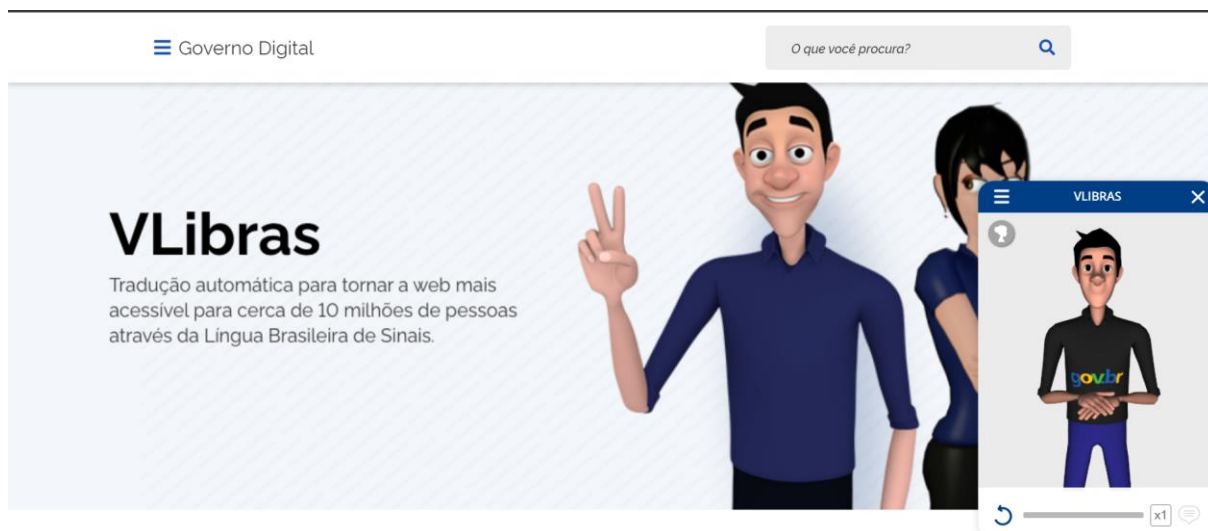 Governo Digital
O que você procura?
VLibras
Tradução automática para tornar a web mais
acessível para cerca de 10 milhões de pessoas
através da Língua Brasileira de Sinais.
VLIBRAS
gov.br
x1